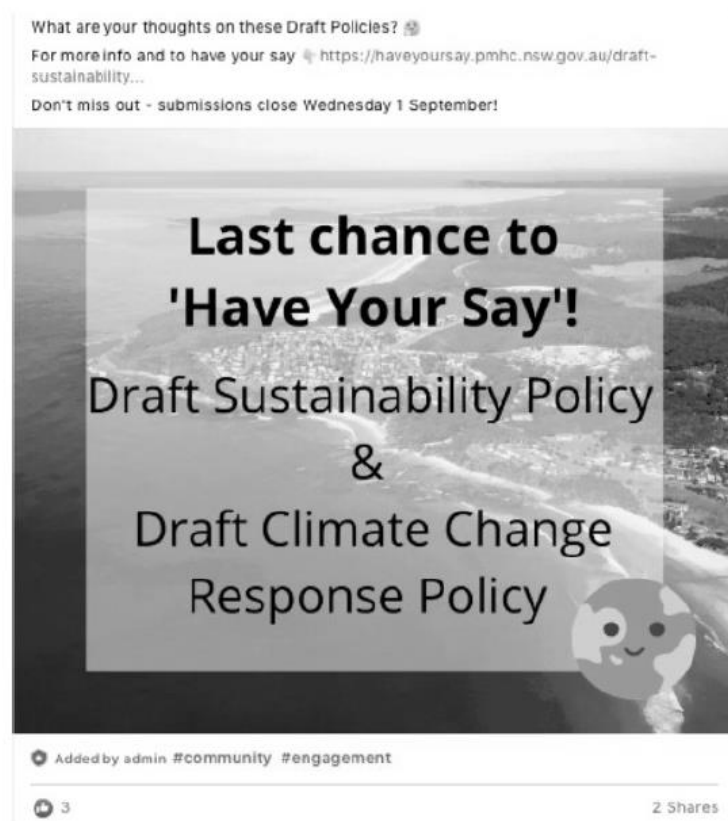 What are your thoughts on these Draft Policies?
For more info and to have your say https://haveyoursay.pmhc.nsw.gov.au/draft-
sustainability...
Don't miss out - submissions close Wednesday 1 September!
Last chance to
'Have Your Say'!
Draft Sustainability Policy
&
Draft Climate Change
Response Policy
Added by admin #community #engagement
3
2 Shares